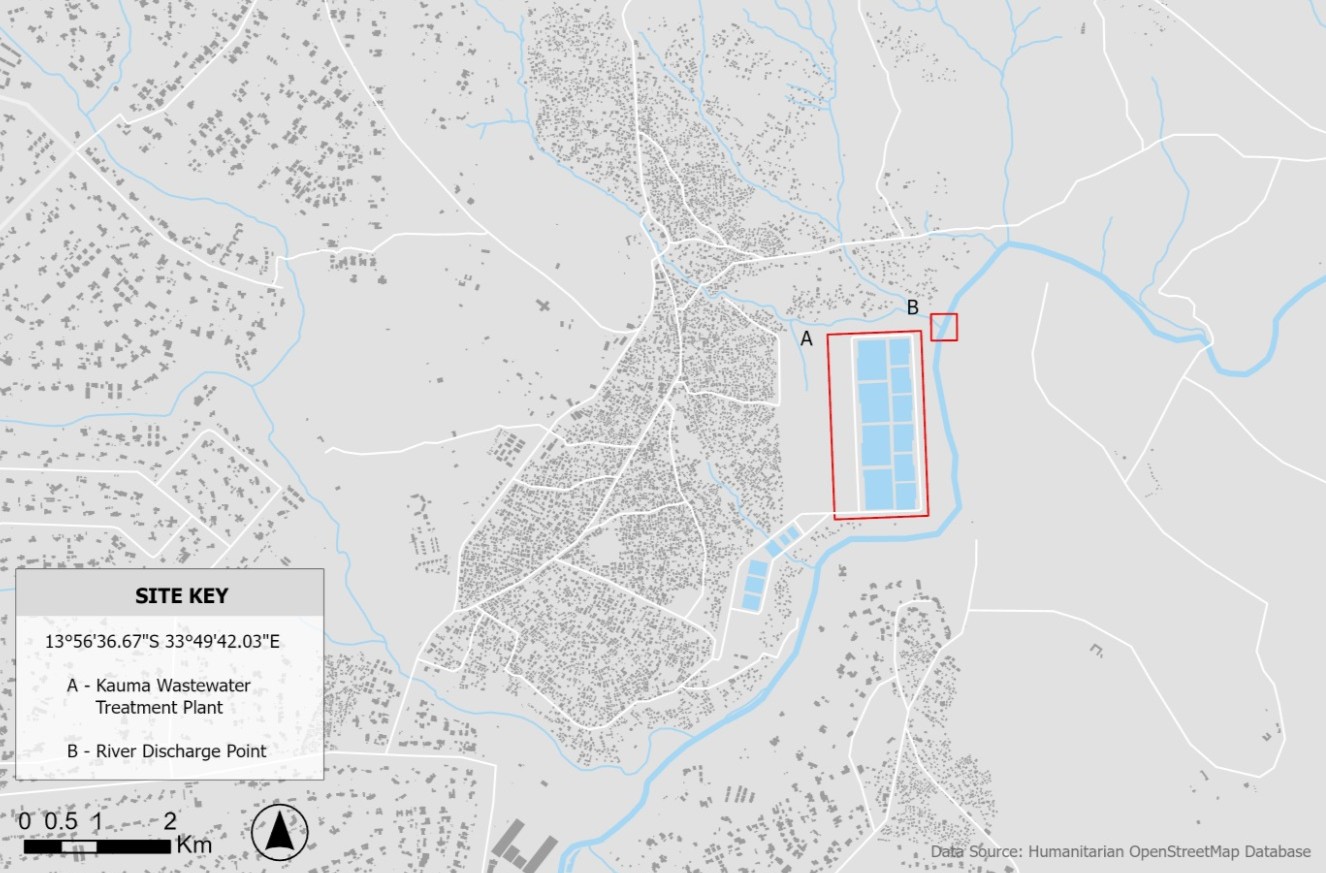 B
A
SITE KEY
13°56'36.67"S 33°49'42.03"E
A - Kauma Wastewater
Treatment Plant
B - River Discharge Point
0 0.5 1 2
Km
Data Source: Humanitarian OpenStreetMap Database